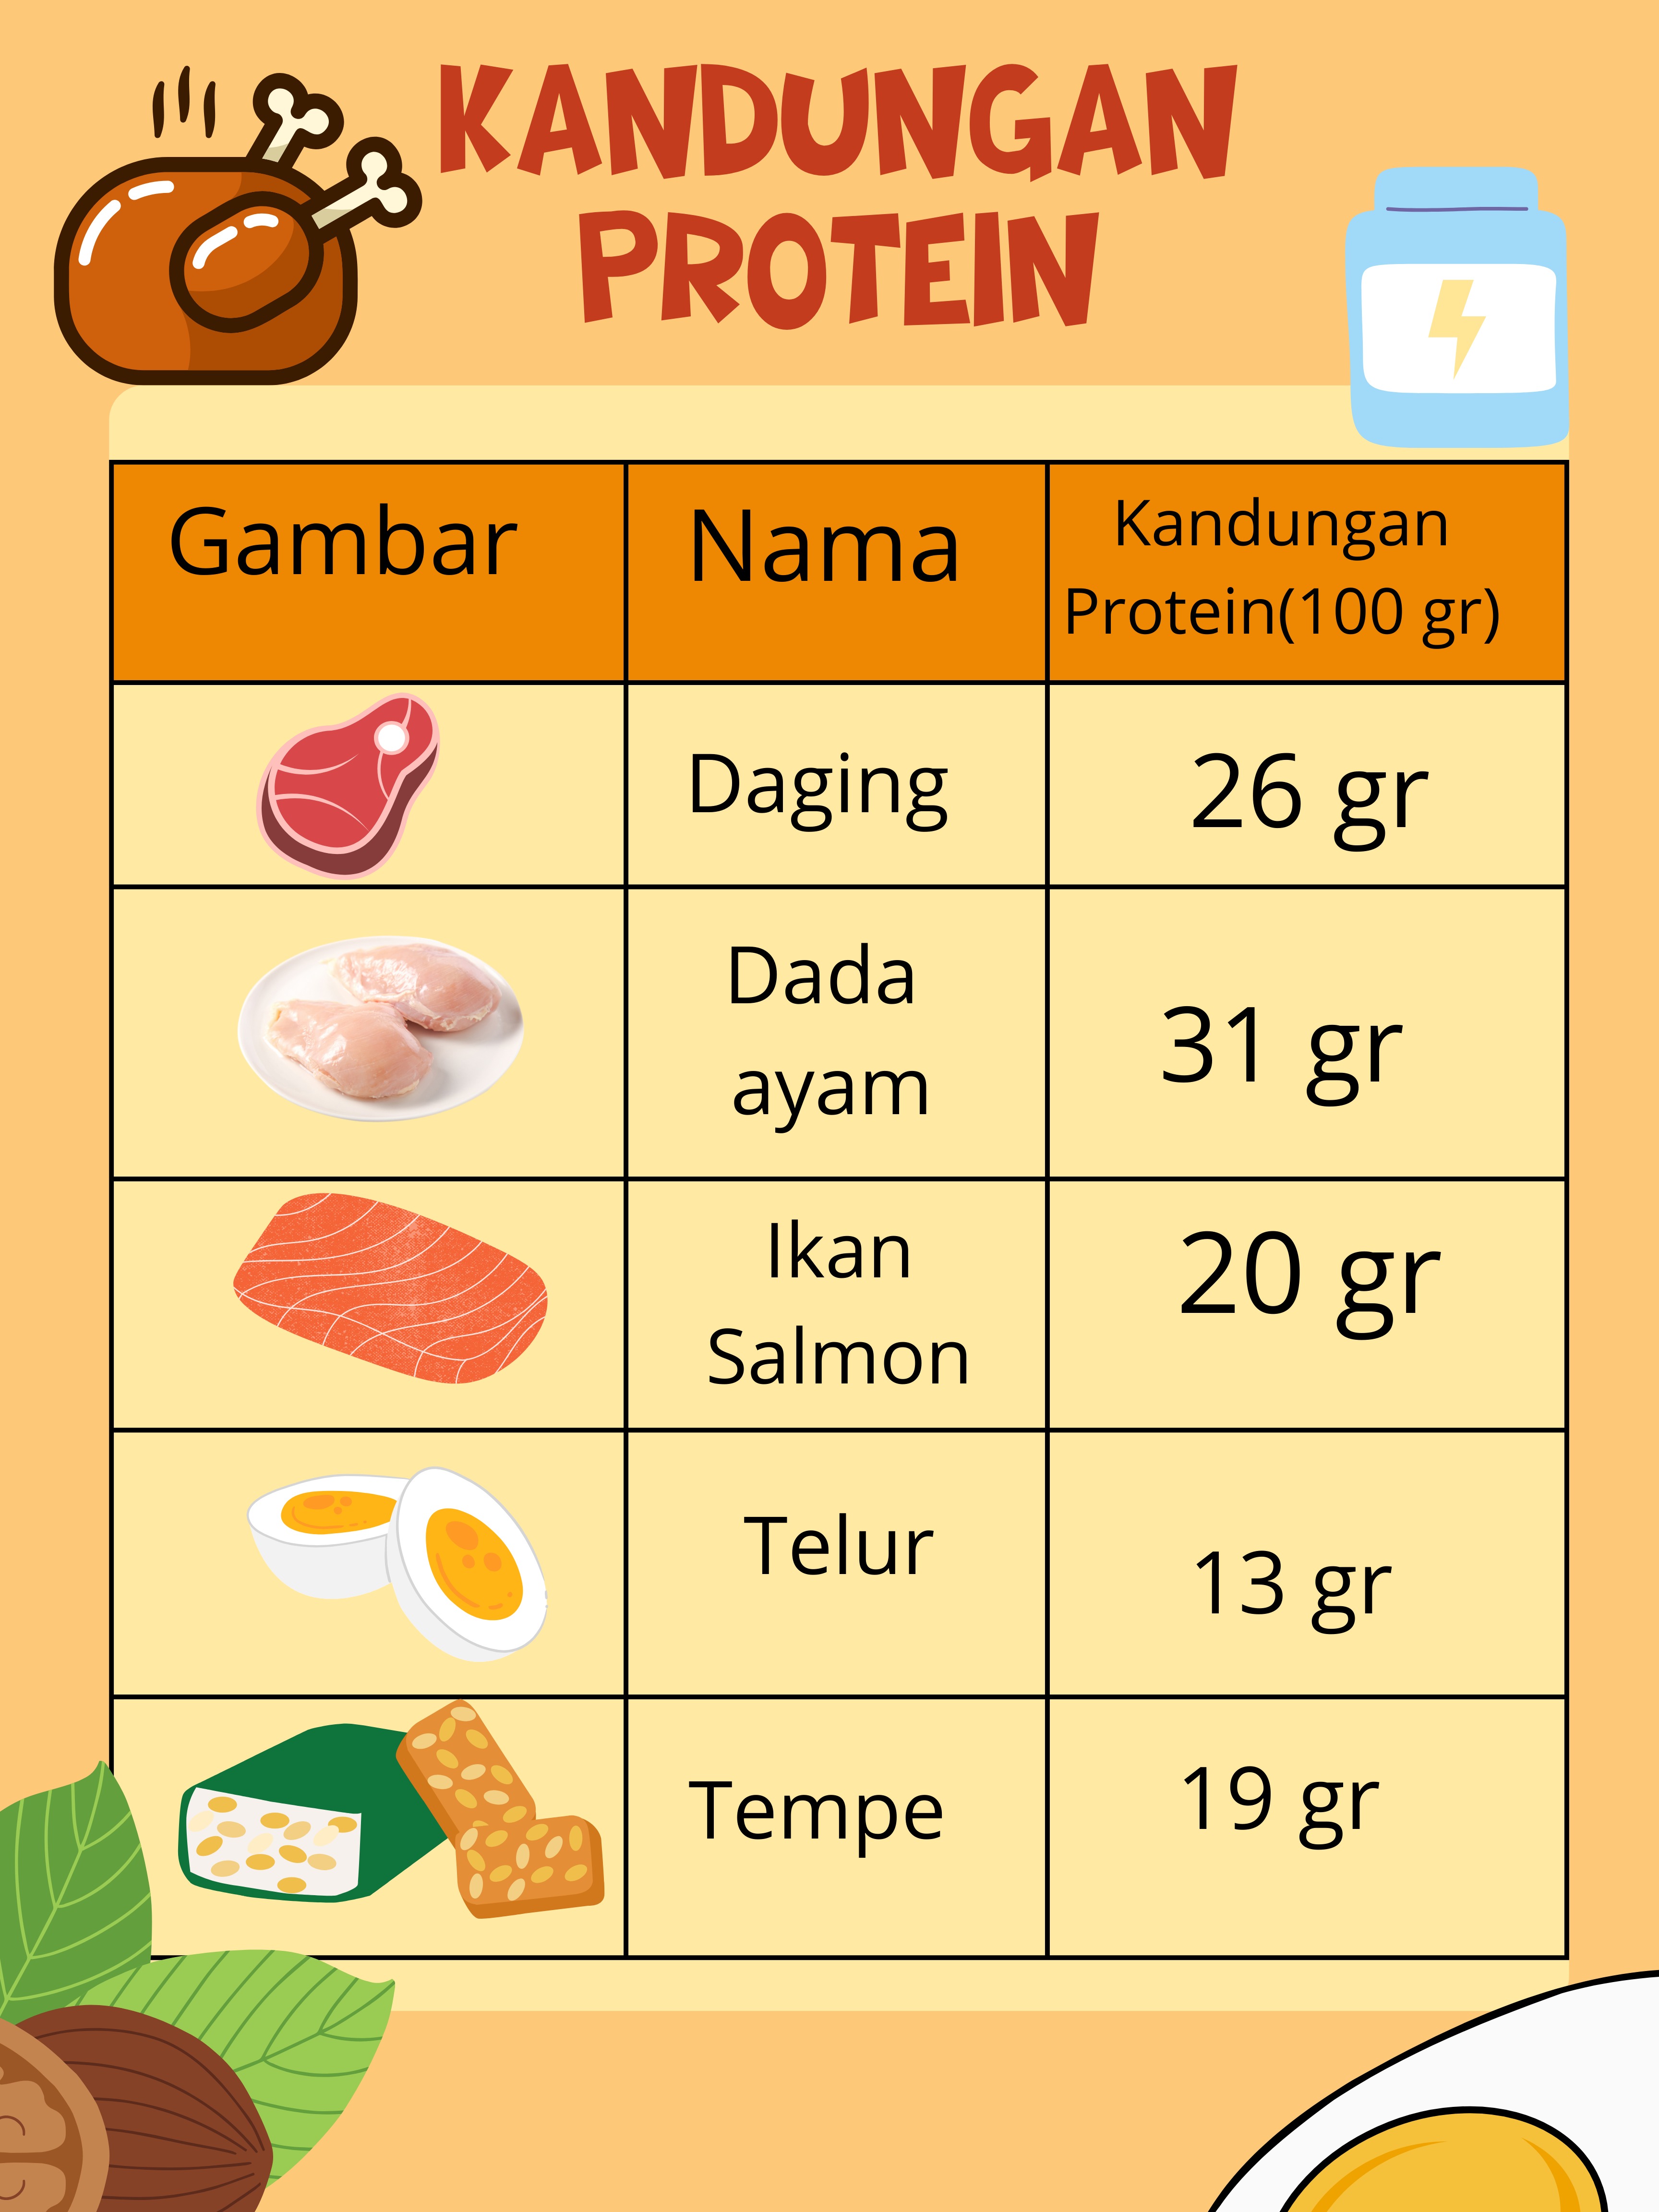 KANDUNGAN
PROTEIN
Gambar
Nama
Kandungan
Protein(100 gr)
Daging
26 gr
Dada
ayam
31 gr
Ikan
Salmon
20 gr
Telur
13 gr
Tempe
19 gr